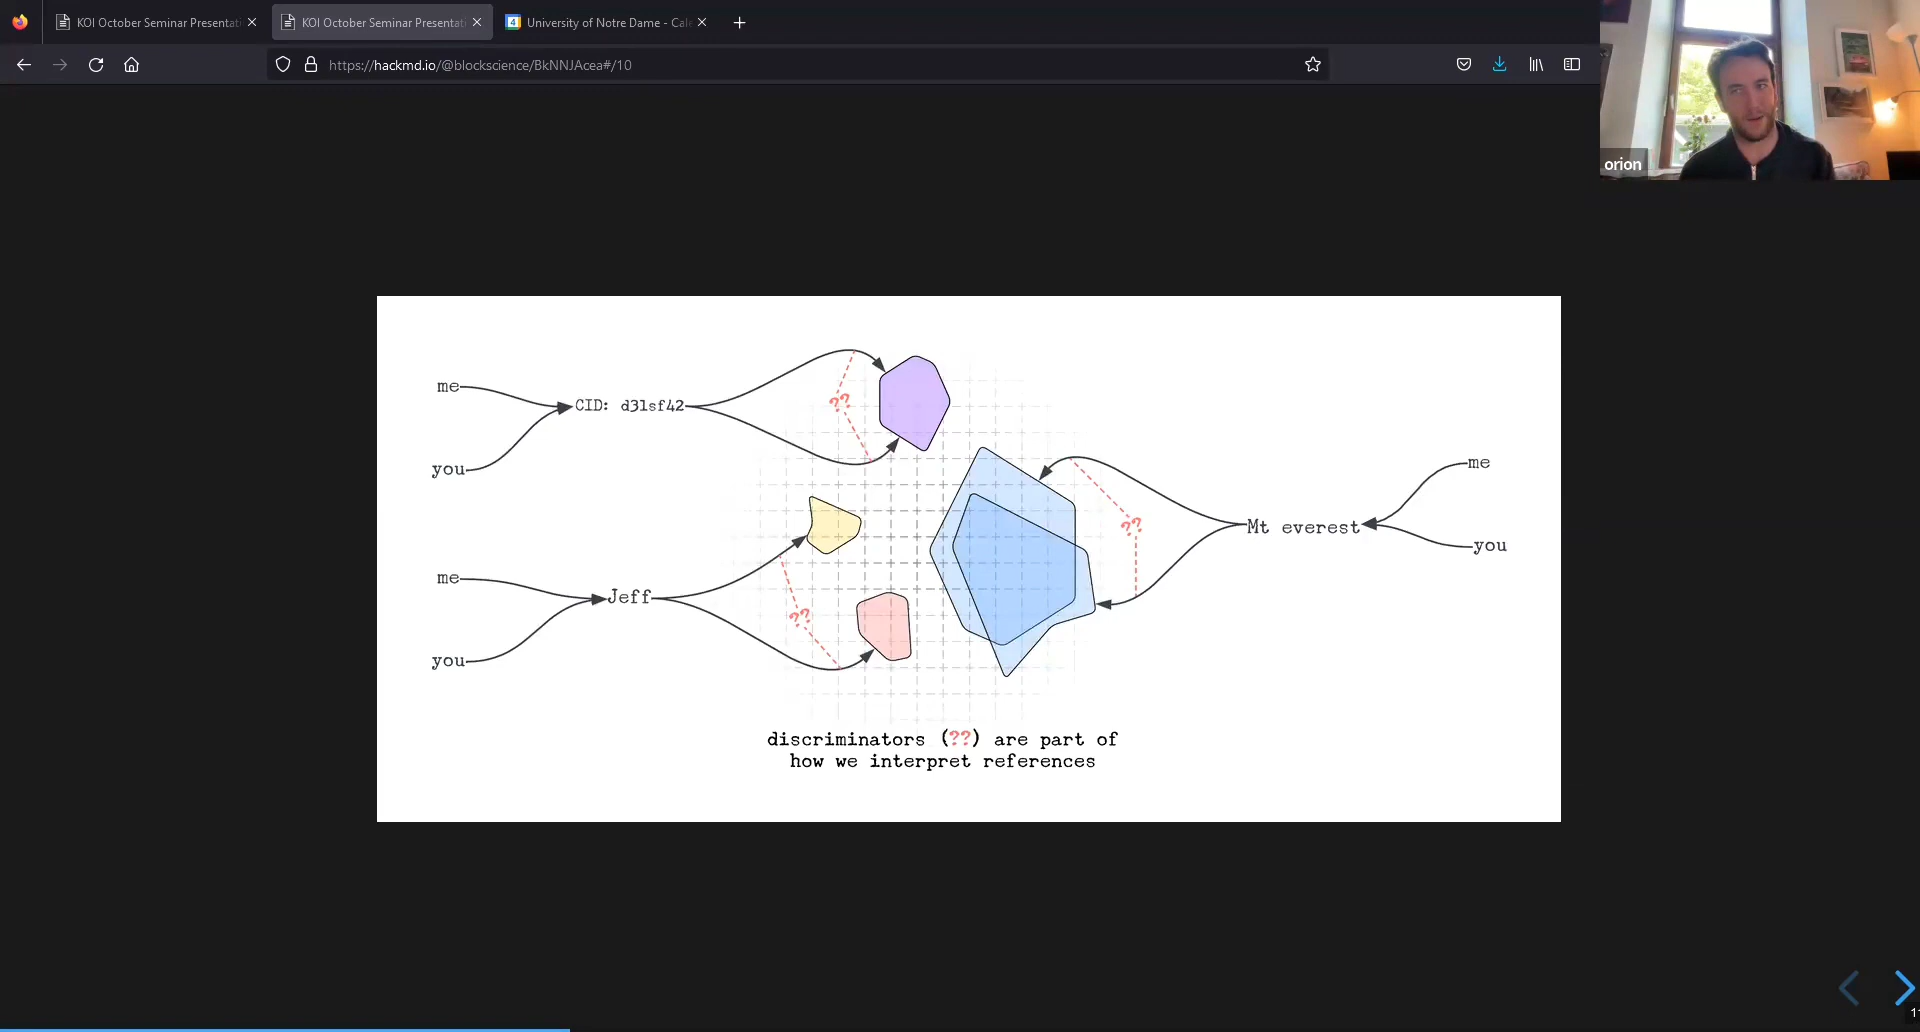 KOI October Seminar Presentati
KOI October Seminar Presentati
4 University of Notre Dame - Cale
https://hackmd.io/@blockscience/BkNNJAcea#/10
orion
me
CID: d31sf42
you
??
me
Mt everest
you
??
me
Jeff
you
??
discriminators (??) are part of
how we interpret references